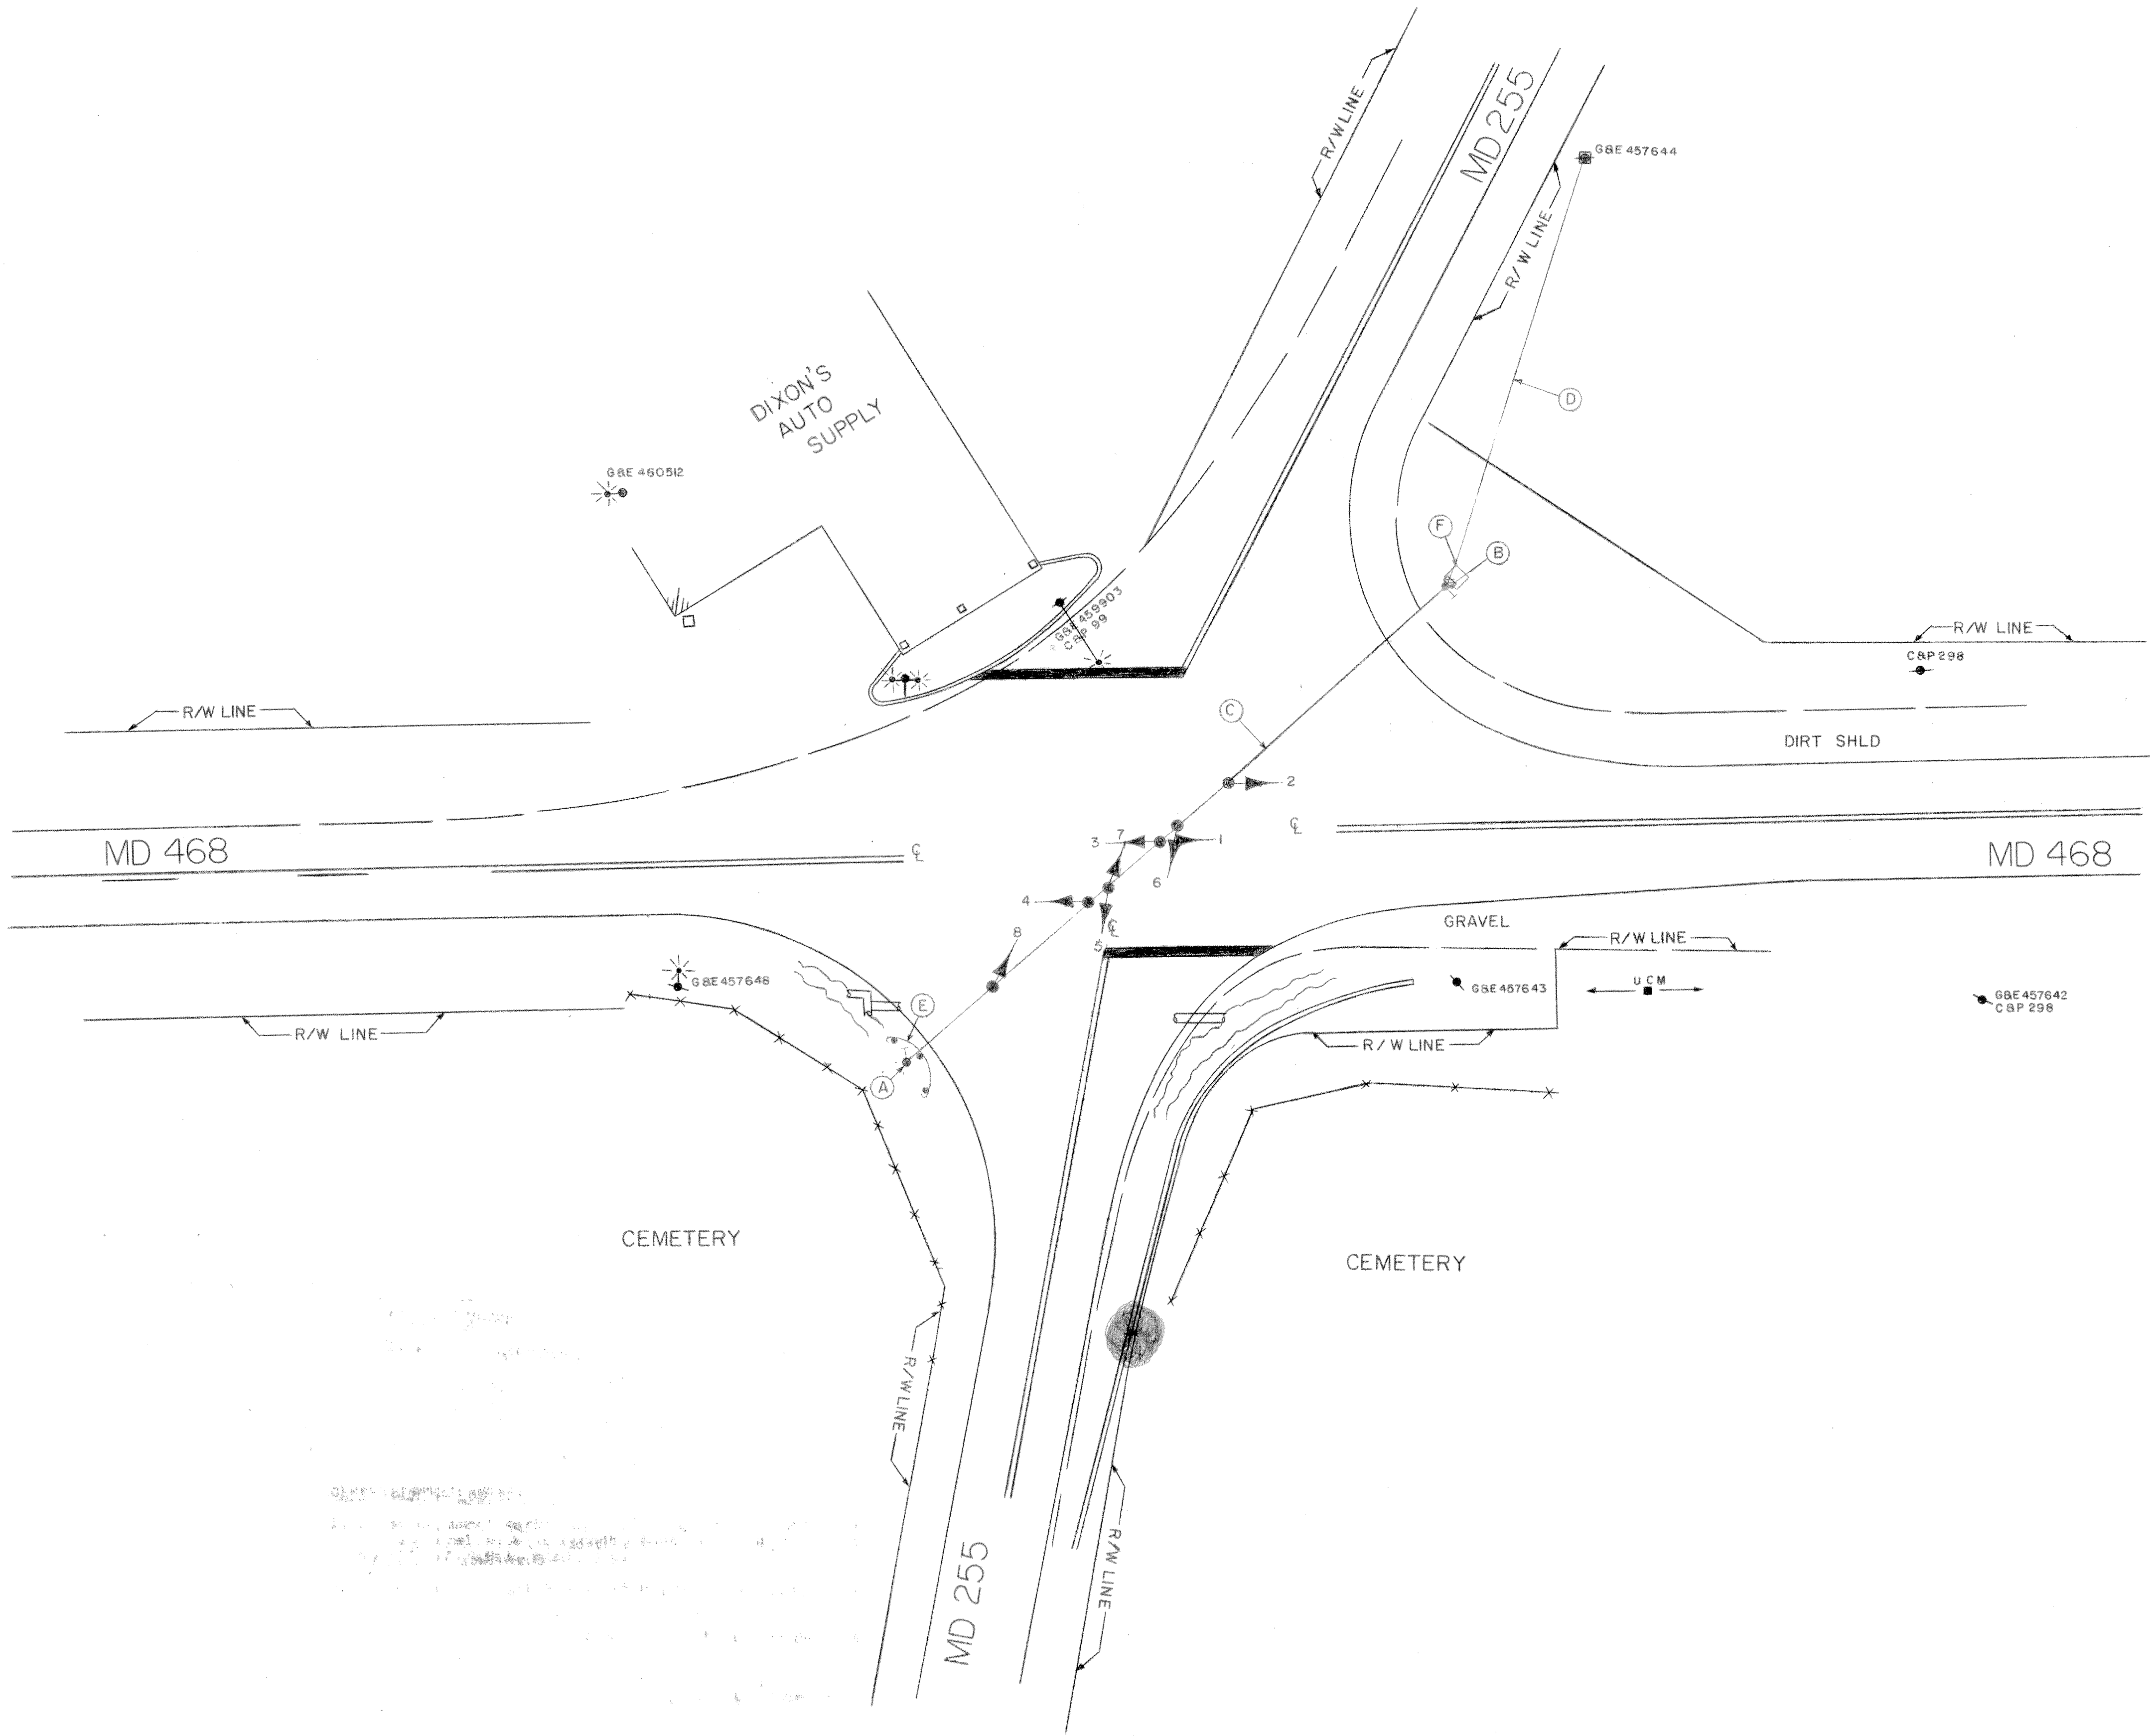 R/W LINE
MD 255
G&E 457644
R/W LINE
D
DIXON'S
AUTO
SUPPLY
G&E 460512
F
B
G&E 459903
C&P 99
R/W LINE
C&P 298
R/W LINE
C
DIRT SHLD
2
℄
MD 468
℄
3
7
1
MD 468
6
4
GRAVEL
8
℄
5
R/W LINE
G&E 457648
G&E 457643
U C M
G&E 457642
C&P 298
E
R/W LINE
R/W LINE
A
CEMETERY
CEMETERY
R/W LINE
R/W LINE
MD 255